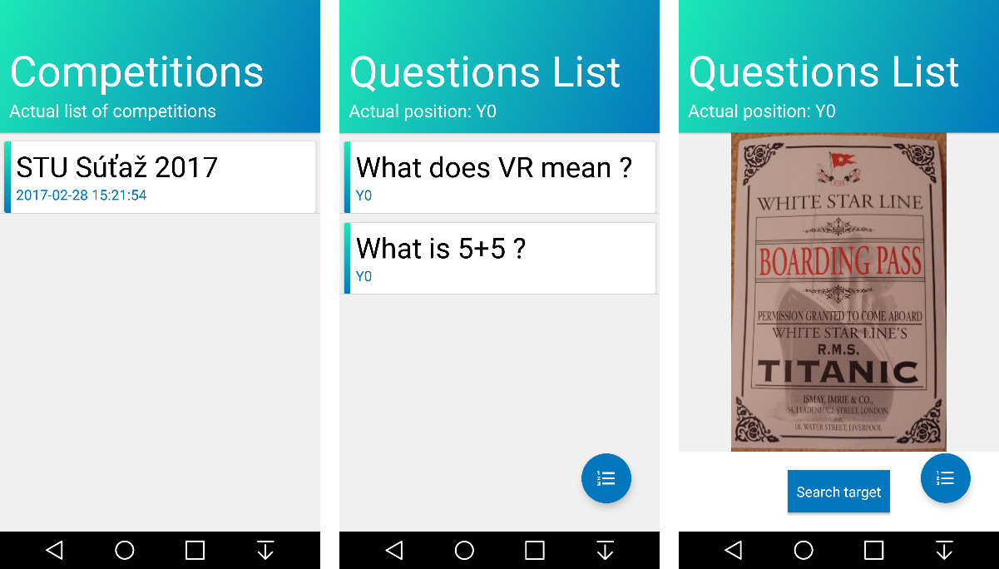 Competitions
Actual list of competitions
STU Súťaž 2017
2017-02-28 15:21:54
Questions List
Actual position: Y0
What does VR mean ?
Y0
What is 5+5 ?
Y0
Questions List
Actual position: Y0
WHITE STAR LINE
BOARDING PASS
PERMISSION GRANTED TO COME ABOARD
WHITE STAR LINE'S
R.M.S.
TITANIC
ISMAY, IMRIE & CO.,
34, LEADENHALL STREET, LONDON,
AND
10, WATER STREET, LIVERPOOL
Search target